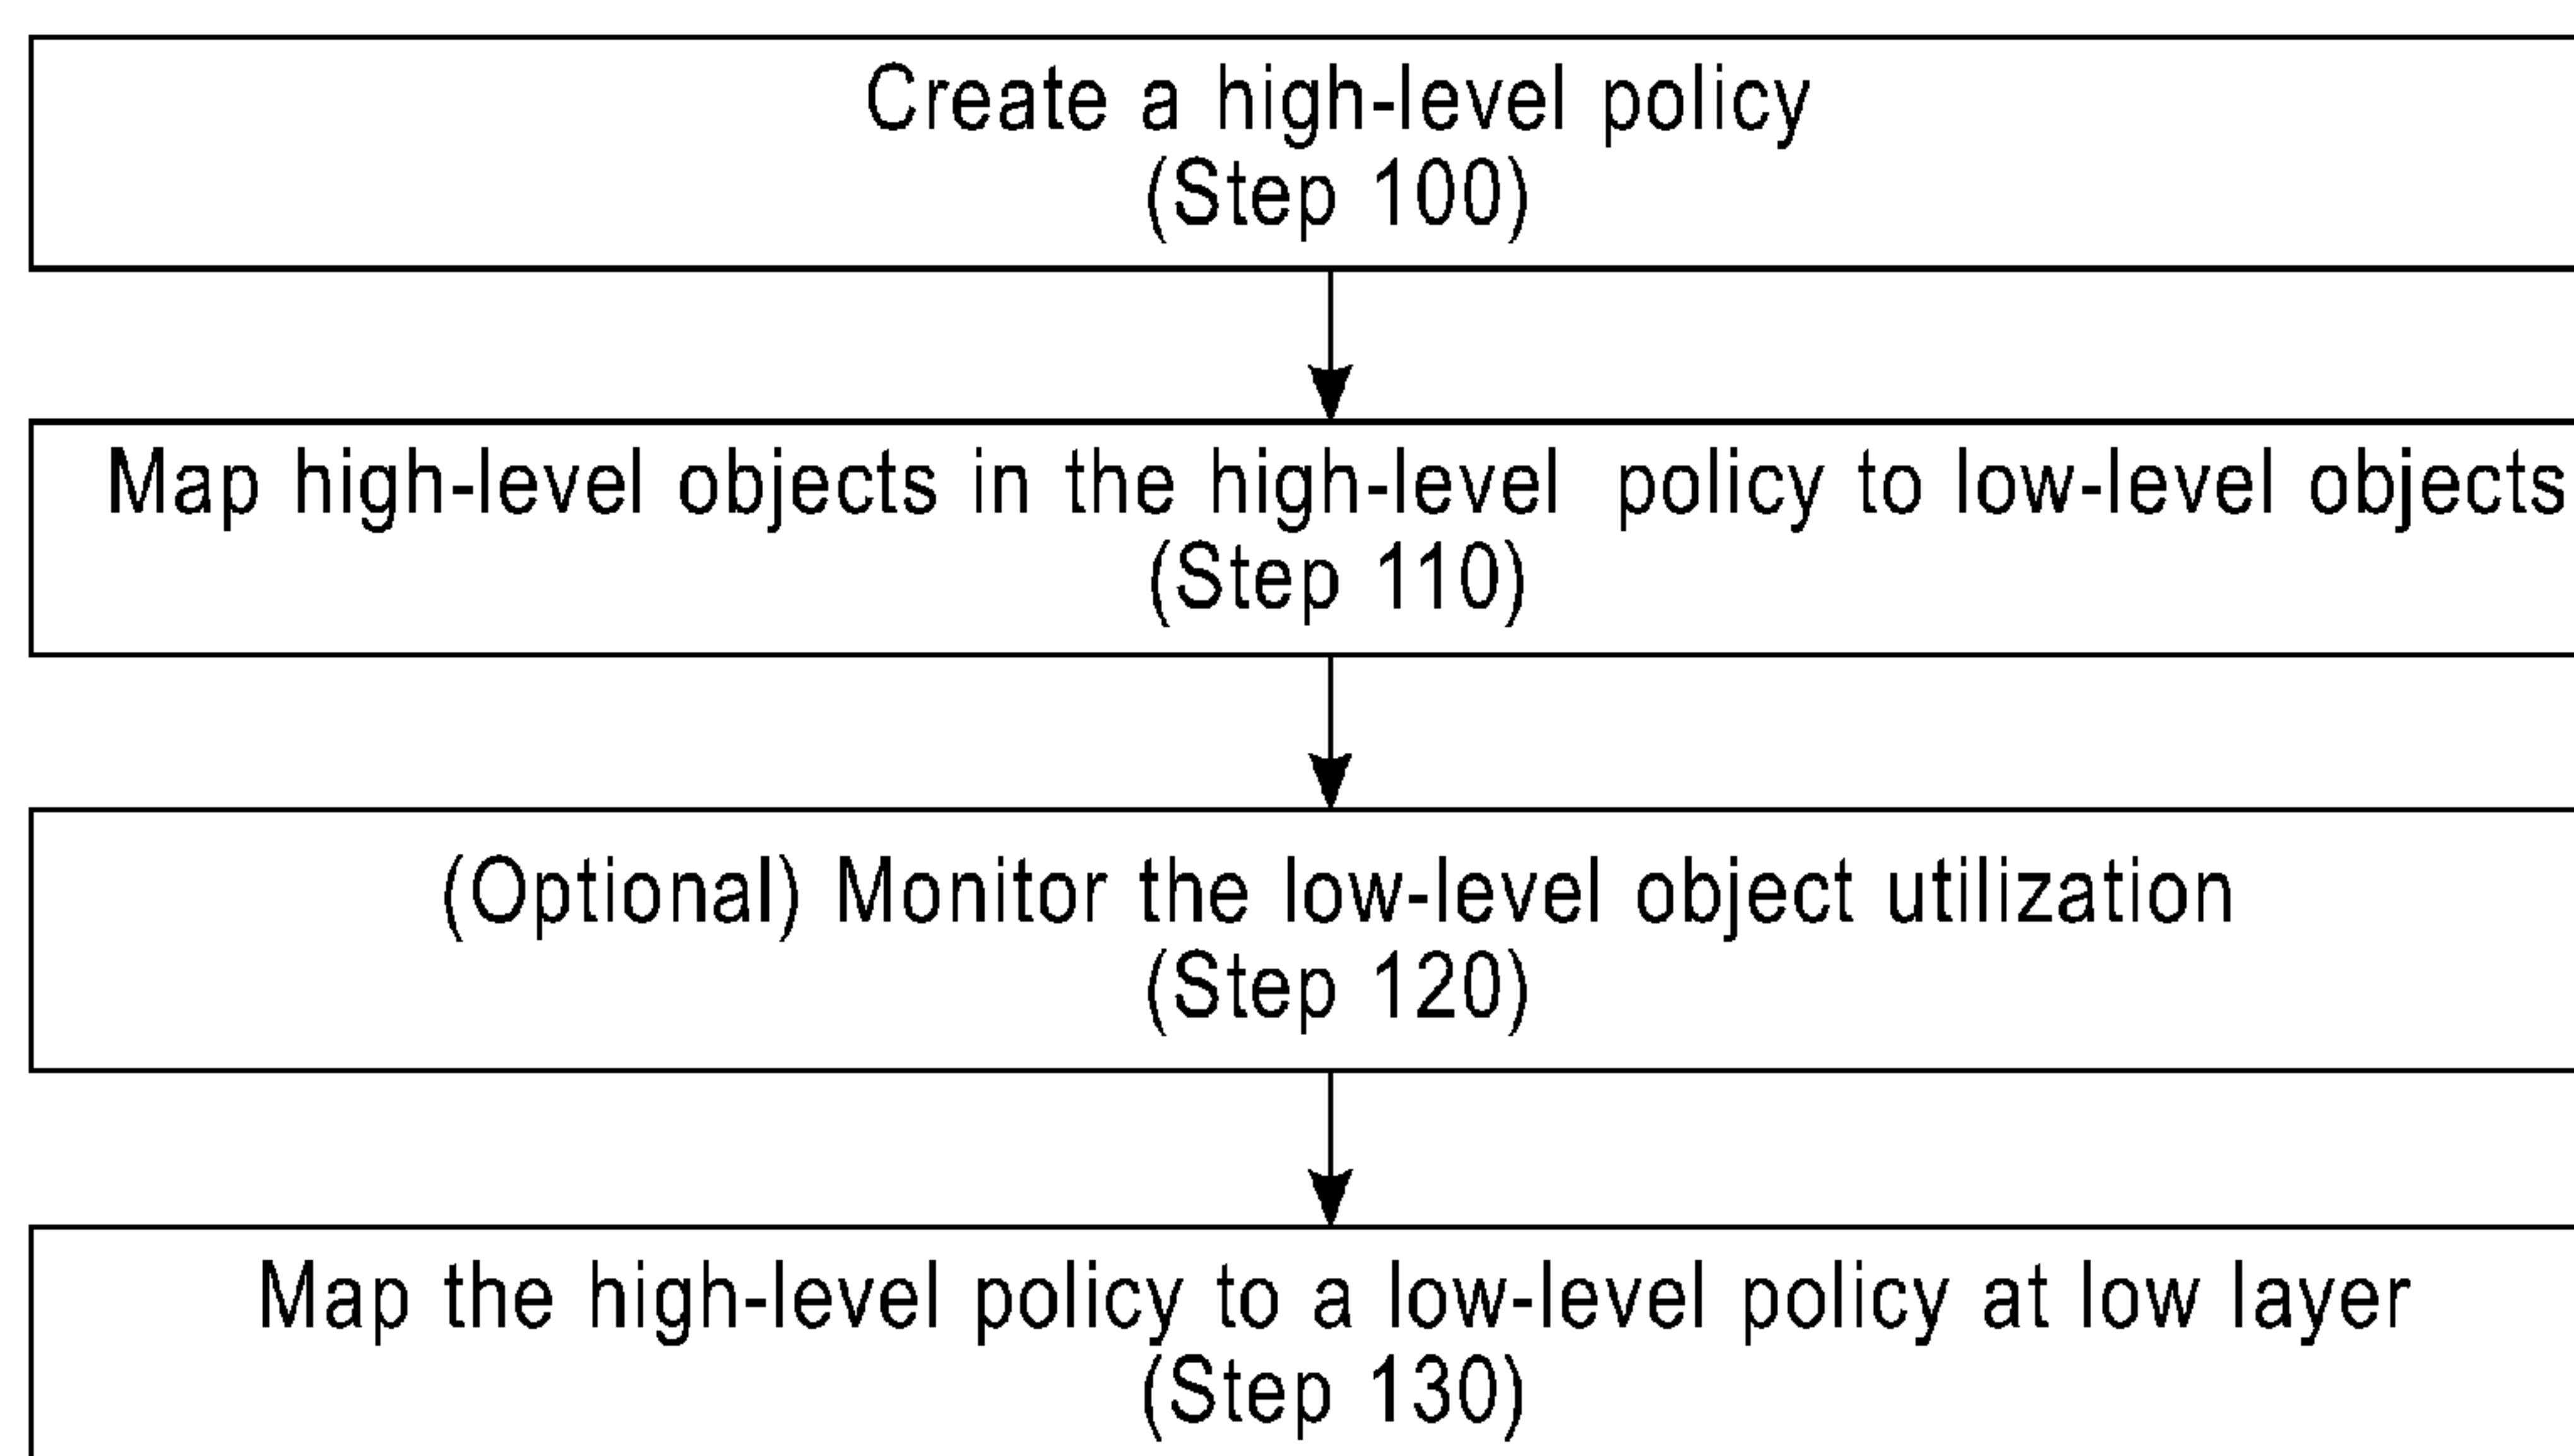 Create a high-level policy
(Step 100)
Map high-level objects in the high-level policy to low-level objects
(Step 110)
(Optional) Monitor the low-level object utilization
(Step 120)
Map the high-level policy to a low-level policy at low layer
(Step 130)